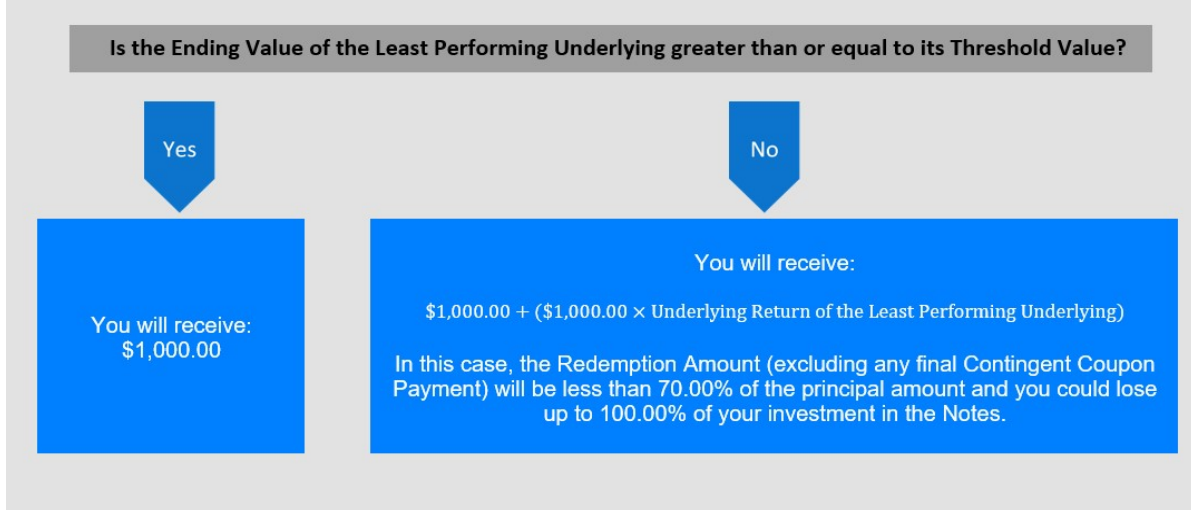 Is the Ending Value of the Least Performing Underlying greater than or equal to its Threshold Value?
Yes
No
You will receive:
$1,000.00
You will receive:
$1,000.00 + ($1,000.00 × Underlying Return of the Least Performing Underlying)
In this case, the Redemption Amount (excluding any final Contingent Coupon
Payment) will be less than 70.00% of the principal amount and you could lose
up to 100.00% of your investment in the Notes.